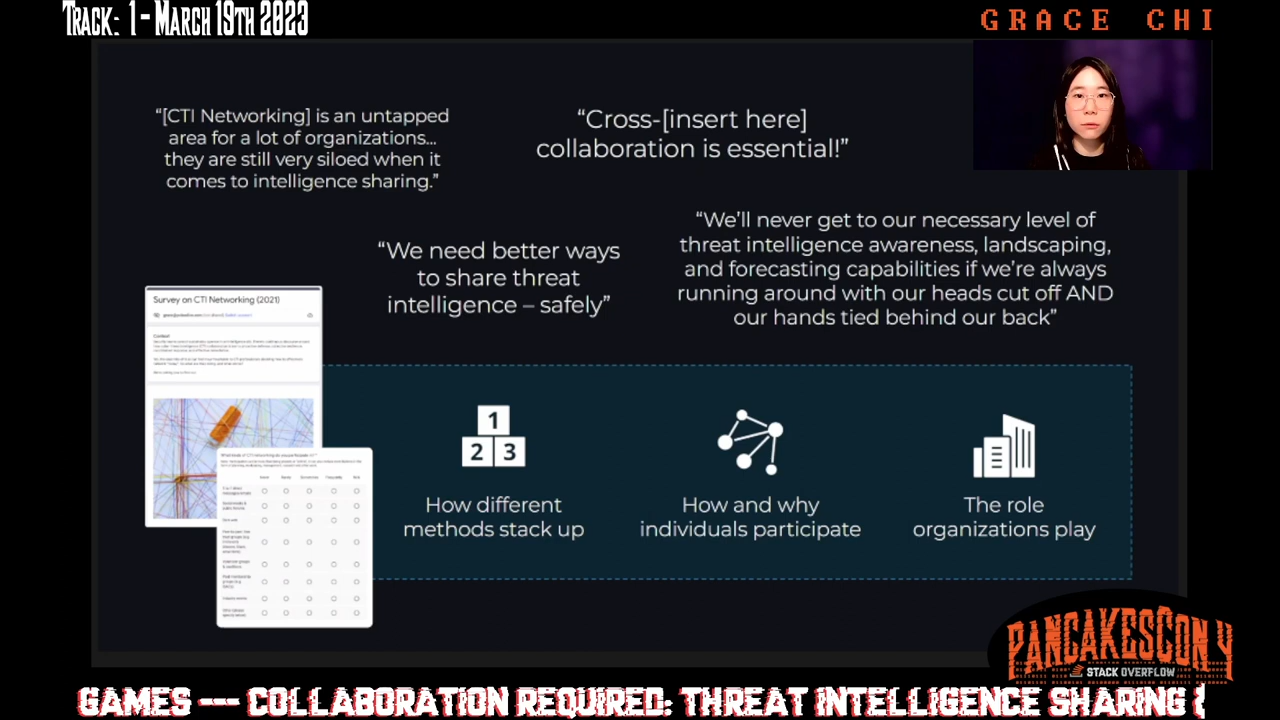 Track: 1 - March 19th 2023
GRACE CHI
“[CTI Networking] is an untapped
area for a lot of organizations...
they are still very siloed when it
comes to intelligence sharing.”
“Cross-[insert here]
collaboration is essential!”
“We need better ways
to share threat
intelligence – safely”
“We’ll never get to our necessary level of
threat intelligence awareness, landscaping,
and forecasting capabilities if we’re always
running around with our heads cut off AND
our hands tied behind our back”
Survey on CTI Networking (2021)
Context
1
2 3
How different
methods stack up
How and why
individuals participate
The role
organizations play
PANCAKESCON 4
STACK OVERFLOW
GAMES --- COLLABORATION REQUIRED: THREAT INTELLIGENCE SHARING (